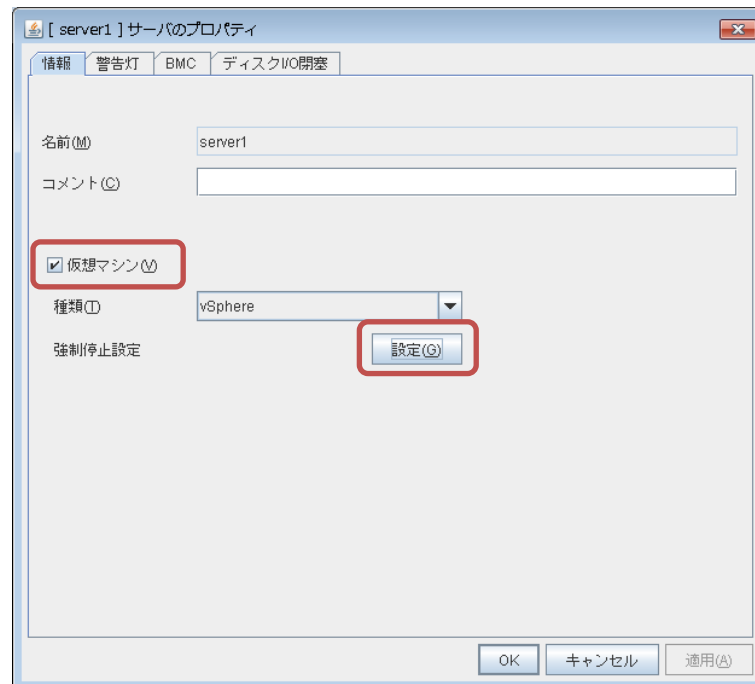 [ server1 ] サーバのプロパティ
情報 警告灯 BMC ディスクI/O閉塞
名前(M) server1
コメント(C)
仮想マシン(V)
種類(T) vSphere
強制停止設定 設定(G)
OK キャンセル 適用(A)